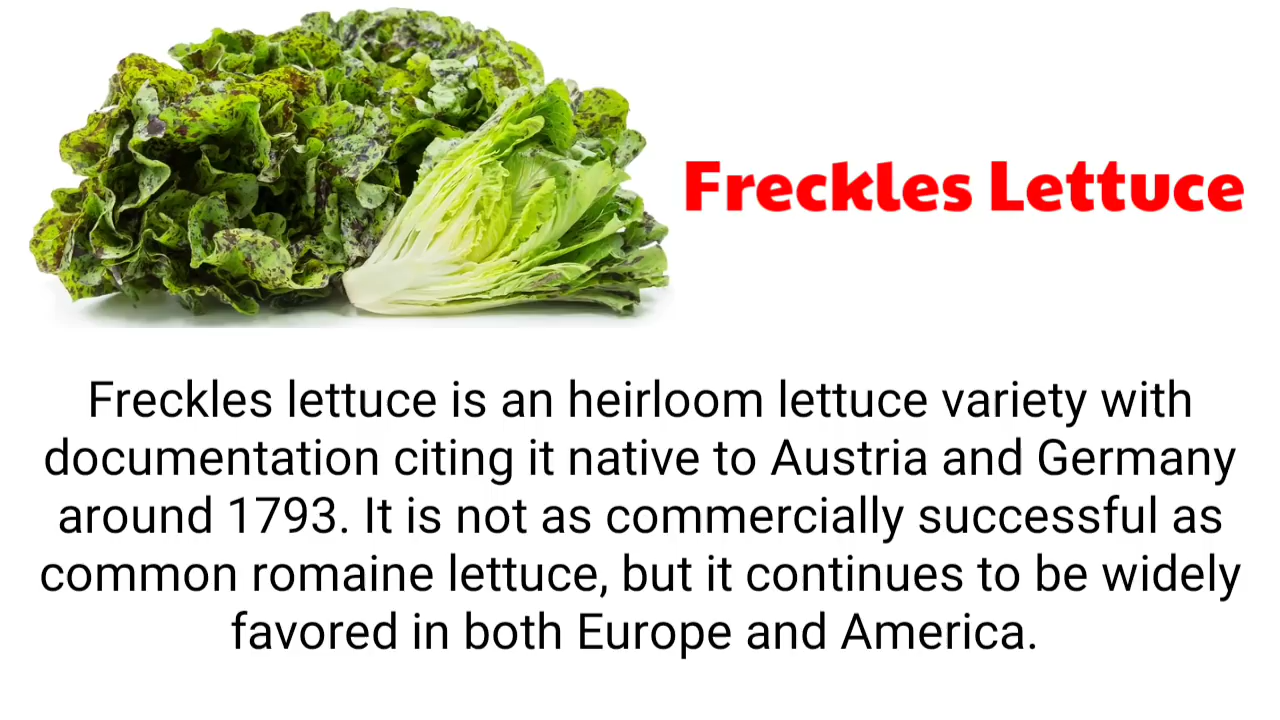 Freckles Lettuce
Freckles lettuce is an heirloom lettuce variety with
documentation citing it native to Austria and Germany
around 1793. It is not as commercially successful as
common romaine lettuce, but it continues to be widely
favored in both Europe and America.